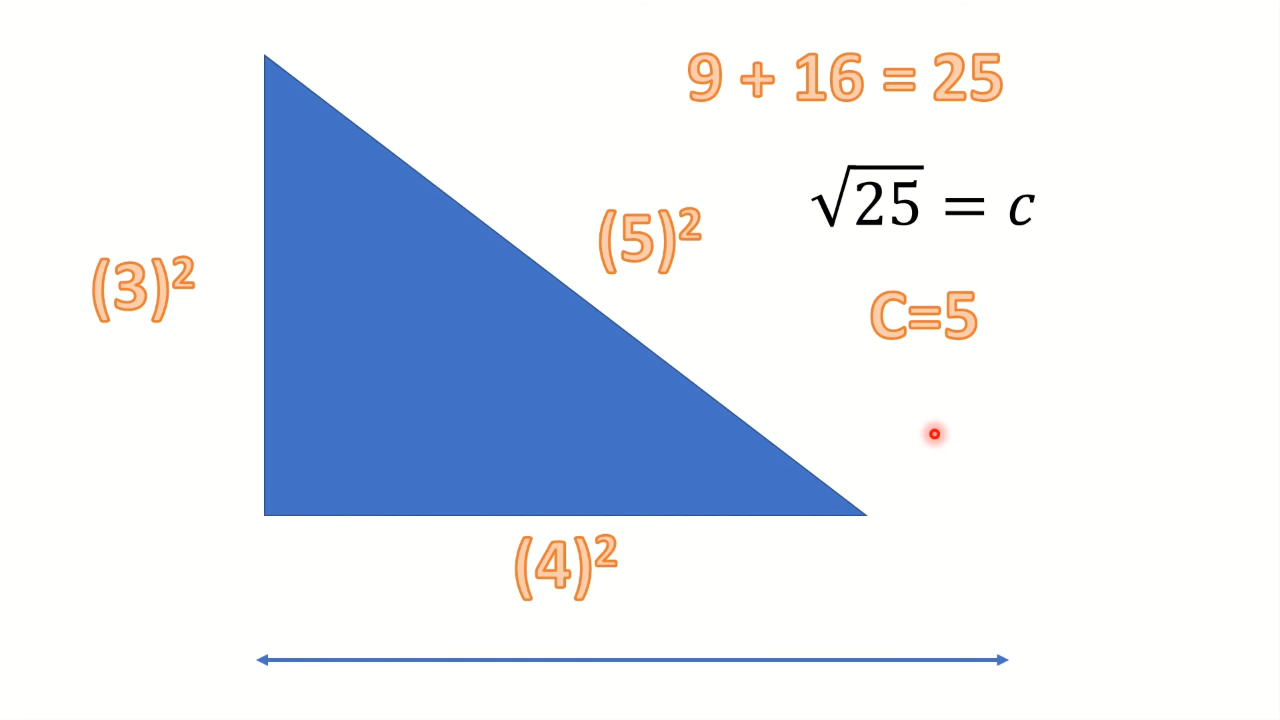 9 + 16 = 25
√25 = c
(5)²
(3)²
C=5
(4)²